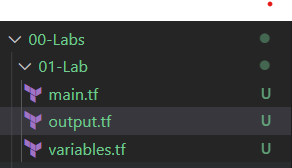 00-Labs
01-Lab
main.tf U
output.tf U
variables.tf U